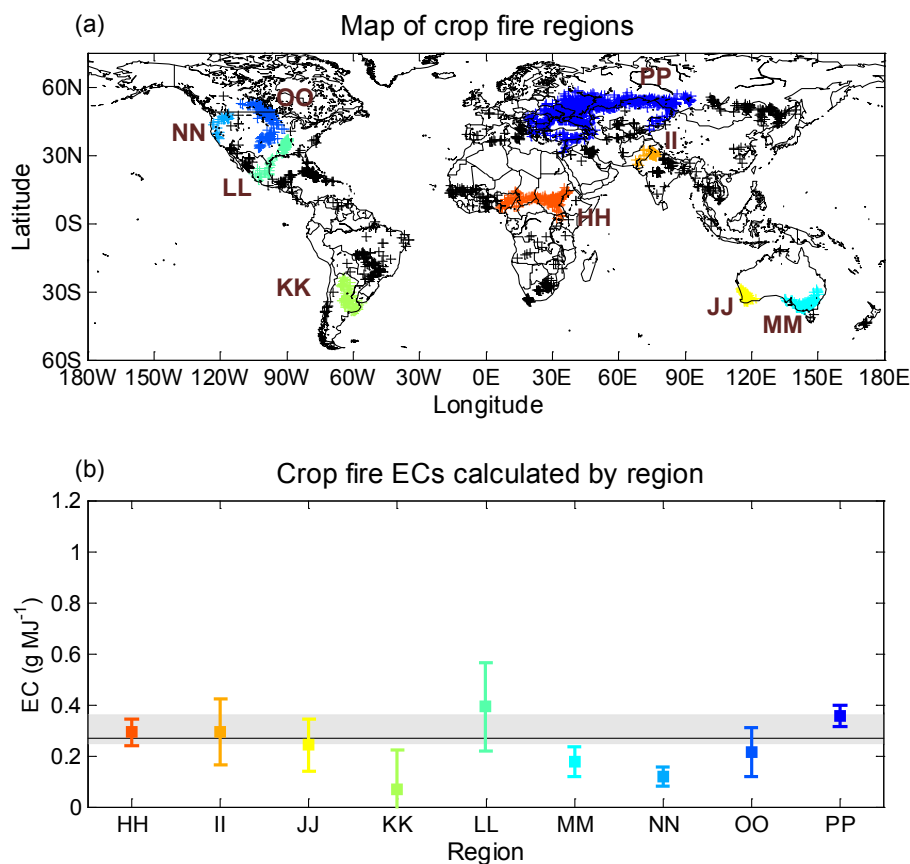 (a) Map of crop fire regions
60N
30N
0S
30S
60S
Latitude
OO
PP
NN
II
LL
HH
KK
JJ
MM
180W 150W 120W 90W 60W 30W 0E 30E 60E 90E 120E 150E 180E
Longitude
(b) Crop fire ECs calculated by region
1.2
1
0.8
0.6
0.4
0.2
0
EC (g MJ⁻¹)
HH II JJ KK LL MM NN OO PP
Region